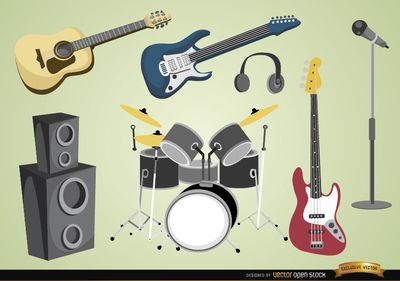 DESIGNED BY VECTOR OPEN STOCK
EXCLUSIVE VECTOR